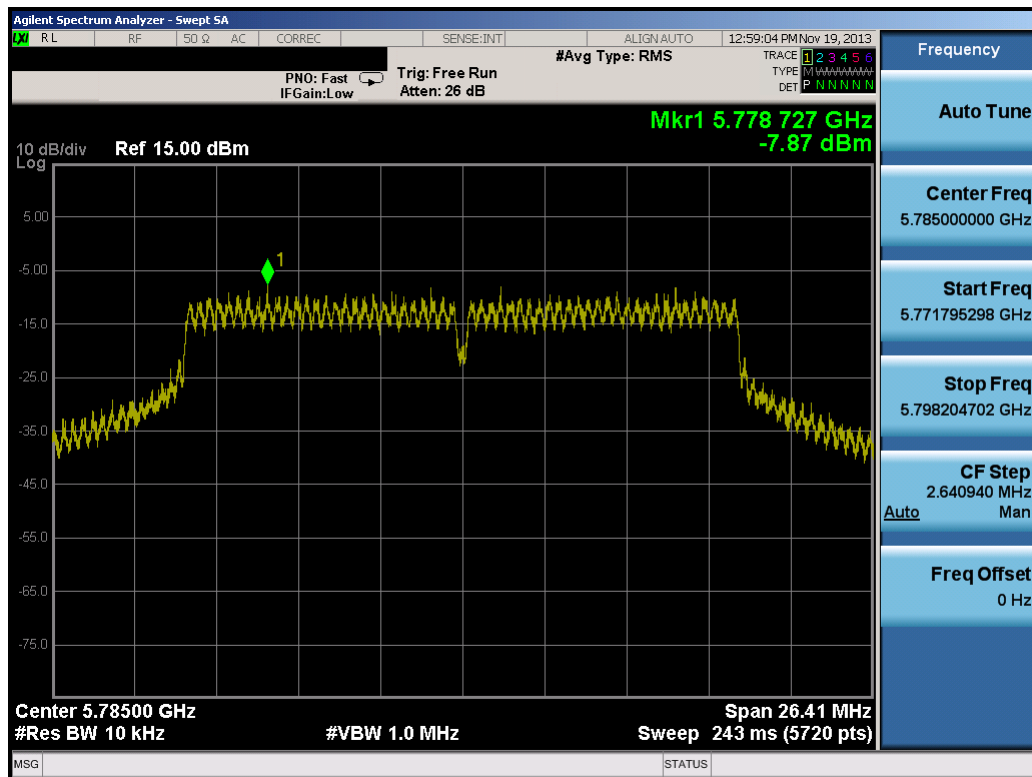 Agilent Spectrum Analyzer - Swept SA
LXI RL RF 50 Ω AC CORREC SENSE:INT ALIGN AUTO 12:59:04 PM Nov 19, 2013
#Avg Type: RMS TRACE 1 2 3 4 5 6
PNO: Fast Trig: Free Run TYPE M WWWWW
IFGain:Low Atten: 26 dB DET P N N N N N
Mkr1 5.778 727 GHz
-7.87 dBm
10 dB/div Ref 15.00 dBm
Log
1
5.00
-5.00
-15.0
-25.0
-35.0
-45.0
-55.0
-65.0
-75.0
Center 5.78500 GHz Span 26.41 MHz
#Res BW 10 kHz #VBW 1.0 MHz Sweep 243 ms (5720 pts)
MSG STATUS
Frequency
Auto Tune
Center Freq
5.785000000 GHz
Start Freq
5.771795298 GHz
Stop Freq
5.798204702 GHz
CF Step
2.640940 MHz
Auto Man
Freq Offset
0 Hz